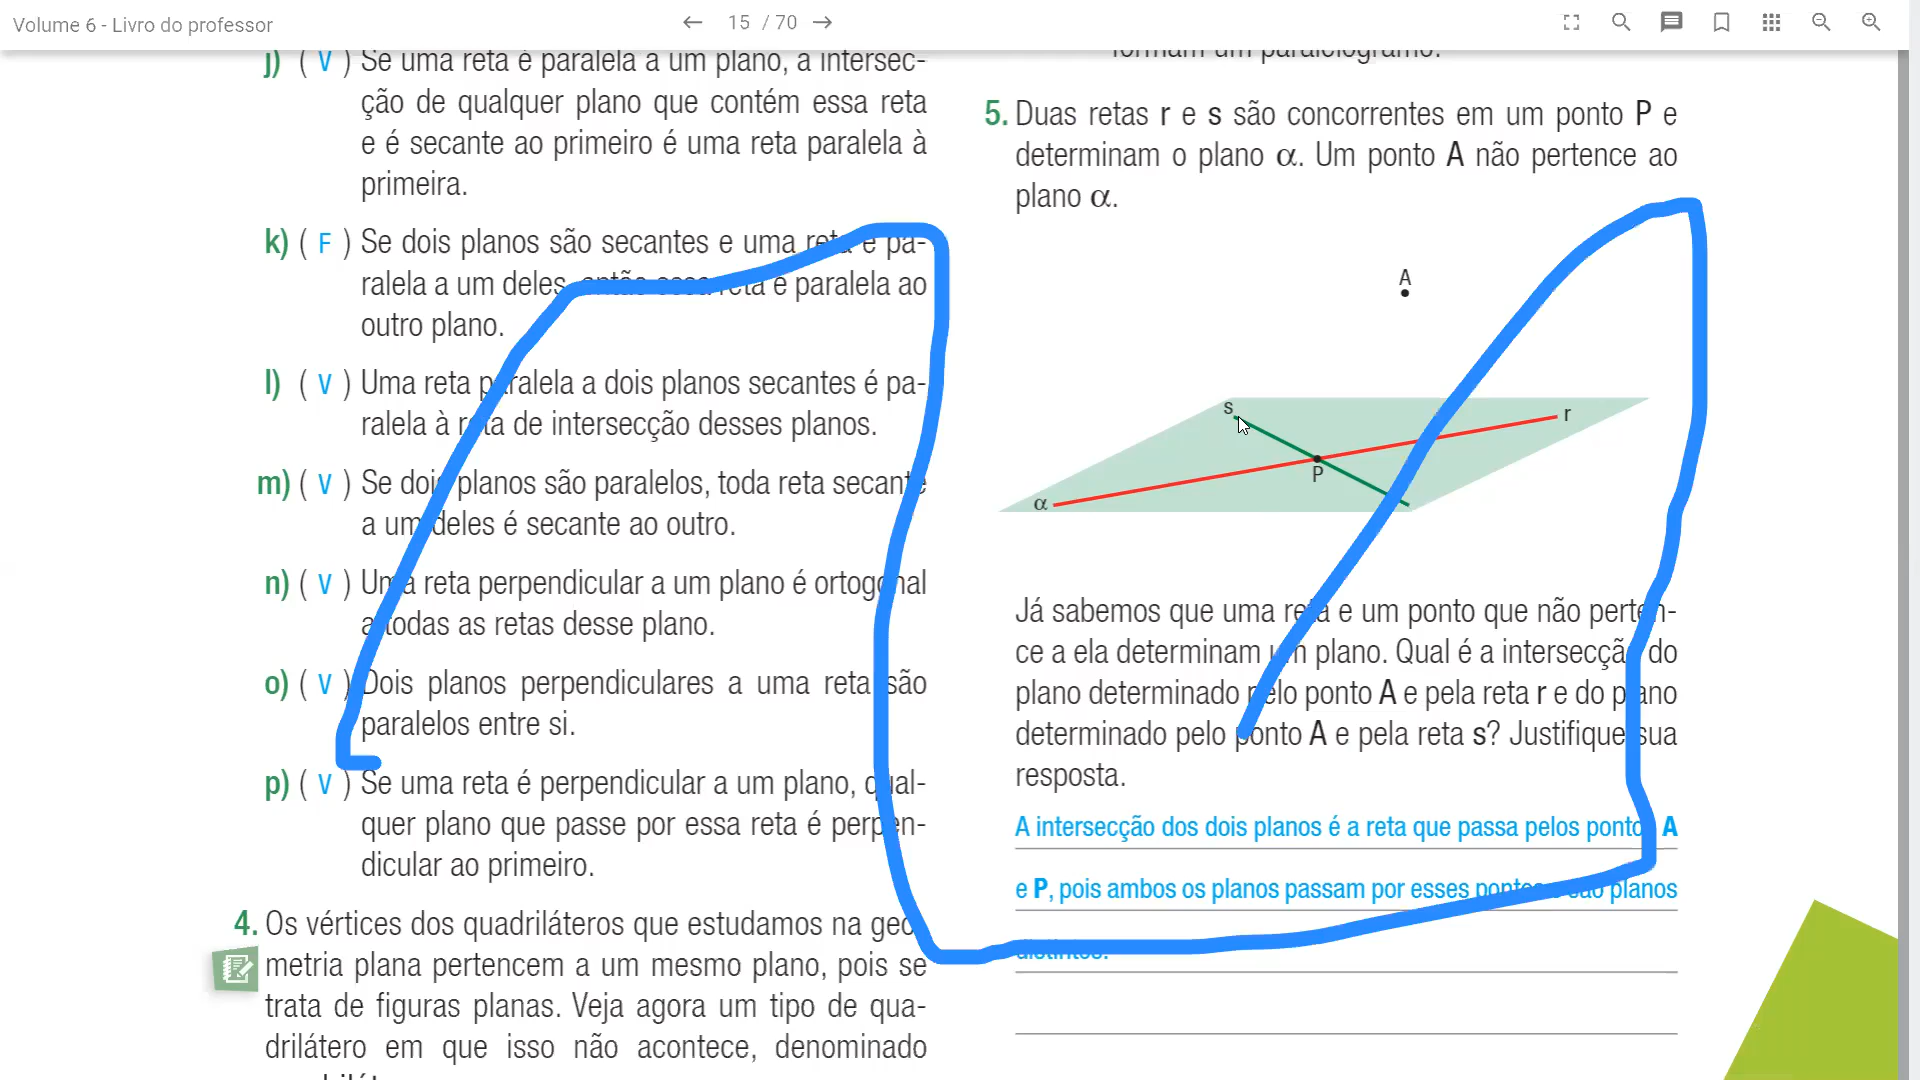 Volume 6 - Livro do professor
15 / 70
j) ( V ) Se uma reta é paralela a um plano, a intersec-
ção de qualquer plano que contém essa reta
e é secante ao primeiro é uma reta paralela à
primeira.
k) ( F ) Se dois planos são secantes e uma reta é pa-
ralela a um deles, então essa reta é paralela ao
outro plano.
l) ( V ) Uma reta paralela a dois planos secantes é pa-
ralela à reta de intersecção desses planos.
m) ( V ) Se dois planos são paralelos, toda reta secante
a um deles é secante ao outro.
n) ( V ) Uma reta perpendicular a um plano é ortogonal
a todas as retas desse plano.
o) ( V ) Dois planos perpendiculares a uma reta são
paralelos entre si.
p) ( V ) Se uma reta é perpendicular a um plano, qual-
quer plano que passe por essa reta é perpen-
dicular ao primeiro.
4. Os vértices dos quadriláteros que estudamos na geo-
metria plana pertencem a um mesmo plano, pois se
trata de figuras planas. Veja agora um tipo de qua-
drilátero em que isso não acontece, denominado
formam um paralelogramo.
5. Duas retas r e s são concorrentes em um ponto P e
determinam o plano α. Um ponto A não pertence ao
plano α.
A
s
r
P
α
Já sabemos que uma reta e um ponto que não perten-
ce a ela determinam um plano. Qual é a intersecção do
plano determinado pelo ponto A e pela reta r e do plano
determinado pelo ponto A e pela reta s? Justifique sua
resposta.
A intersecção dos dois planos é a reta que passa pelos pontos A
e P, pois ambos os planos passam por esses pontos e são planos
distintos.